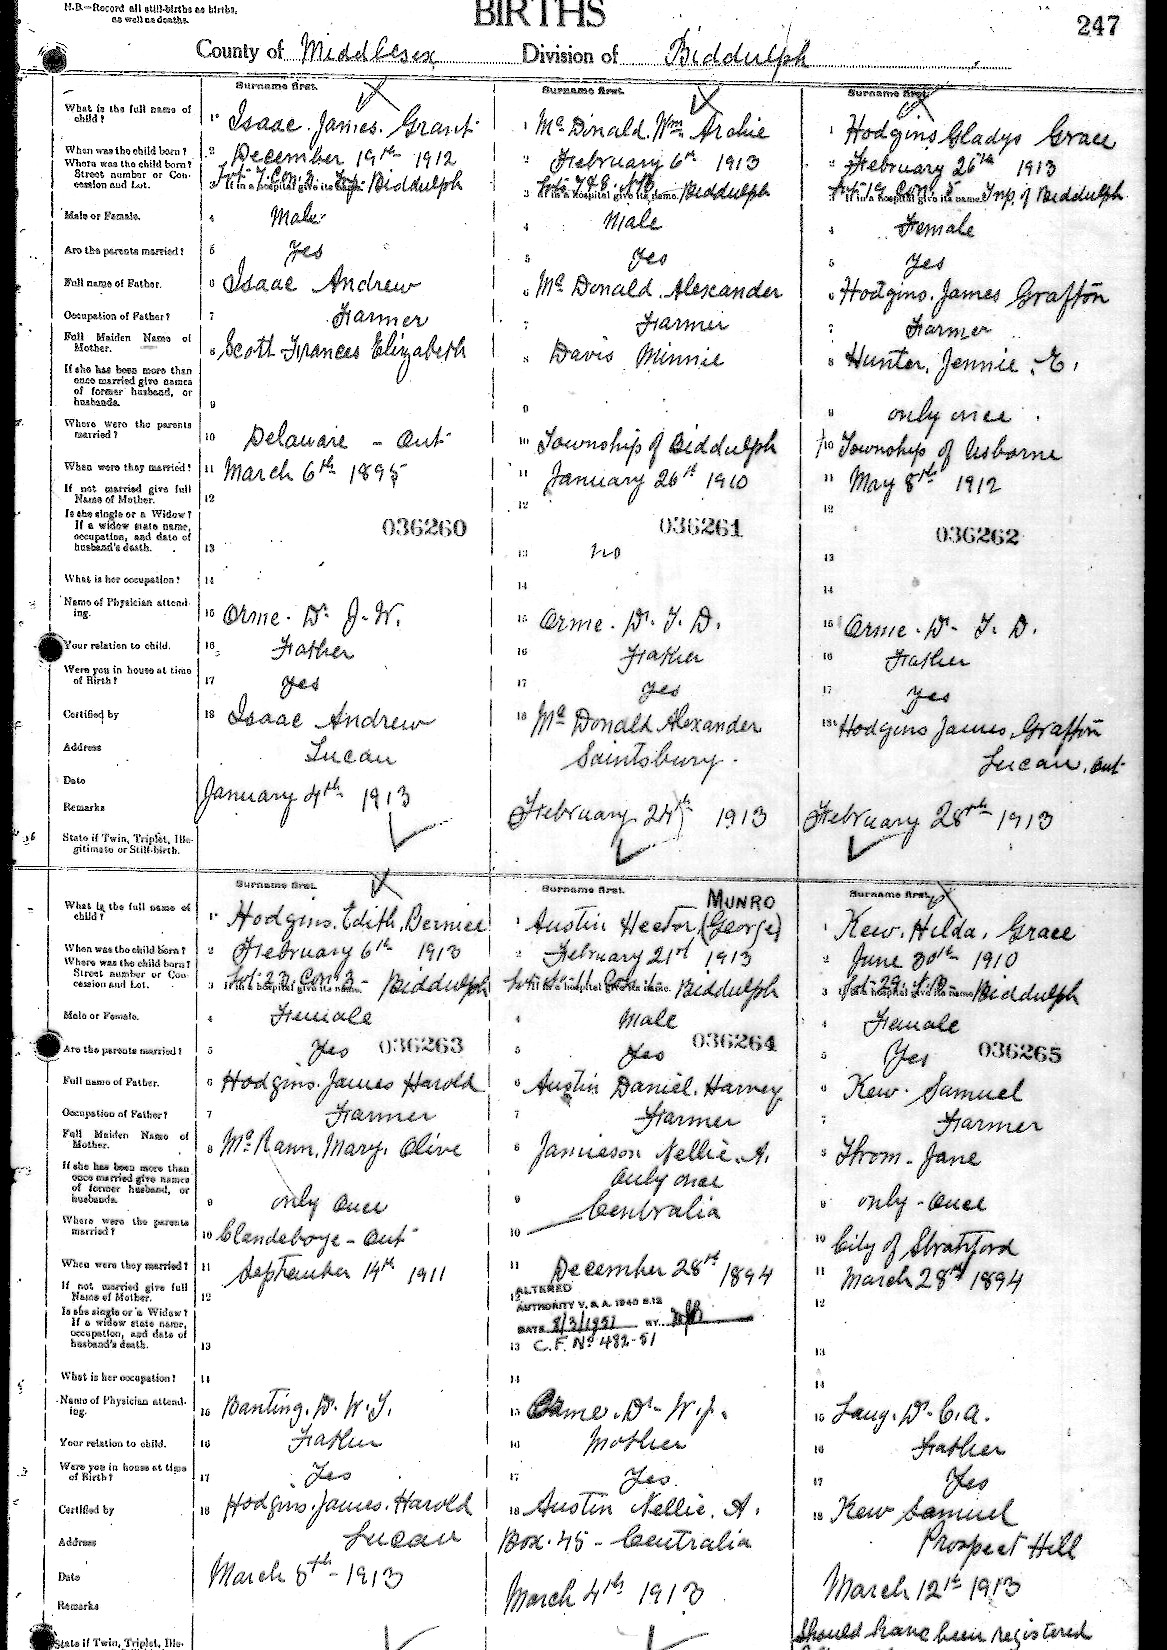 N.B.—Record all still-births as births,
as well as deaths.
BIRTHS
247
County of Middlesex Division of Biddulph
Surname first. Surname first. Surname first.
What is the full name of child? 1 Isaac. James. Grant 1 Mc Donald. Wm Archie 1 Hodgins Gladys Grace
When was the child born? 2 December 19th 1912 2 February 6th 1913 2 February 26th 1913
Where was the child born? Street number or Concession and Lot. 3 If in a hospital give its name. Lot 7. Con. 3. Twp. Biddulph 3 If in a hospital give its name. Biddulph 3 If in a hospital give its name. Lot 19 Con. 5 Twp. of Biddulph
Male or Female. 4 Male 4 Male 4 Female
Are the parents married? 5 Yes 5 Yes 5 Yes
Full name of Father. 6 Isaac Andrew 6 Mc Donald. Alexander 6 Hodgins. James Grafton
Occupation of Father? 7 Farmer 7 Farmer 7 Farmer
Full Maiden Name of Mother. 8 Scott Frances Elizabeth 8 Davis Minnie 8 Hunter, Jennie. E.
If she has been more than once married give names of former husband, or husbands. 9 9 9 only once.
Where were the parents married? 10 Delaware - Ont 10 Township of Biddulph 10 Township of Usborne
When were they married? 11 March 6th 1895 11 January 26th 1910 11 May 8th 1912
If not married give full Name of Mother. 12 12 12
036260 036261 036262
Is she single or a Widow? If a widow state name, occupation, and date of husband's death. 13 13 no 13
What is her occupation? 14 14 14
Name of Physician attending. 15 Orme. Dr. J. W. 15 Orme. Dr. T. D. 15 Orme. Dr. T. D.
Your relation to child. 16 Father 16 Father 16 Father
Were you in house at time of Birth? 17 Yes 17 Yes 17 Yes
Certified by 18 Isaac Andrew 18 Mc Donald Alexander 18 Hodgins James Grafton
Address Lucan Saintsbury. Lucan, Ont
Date January 4th 1913 February 24th 1913 February 28th 1913
Remarks
State if Twin, Triplet, Illegitimate or Still-birth.
Surname first. Surname first. Surname first.
MUNRO
What is the full name of child? 1 Hodgins. Edith. Bernice 1 Austin Hector, (George) 1 Kew, Hilda, Grace
When was the child born? 2 February 6th 1913 2 February 21st 1913 2 June 30th 1910
Where was the child born? Street number or Concession and Lot. 3 If in a hospital give its name. Lot 23 Con. 3 - Biddulph 3 If in a hospital give its name. Biddulph 3 If in a hospital give its name. Biddulph
Male or Female. 4 Female 4 Male 4 Female
Are the parents married? 5 Yes 036263 5 Yes 036264 5 Yes 036265
Full name of Father. 6 Hodgins. James Harold 6 Austin Daniel. Harvey 6 Kew. Samuel
Occupation of Father? 7 Farmer 7 Farmer 7 Farmer
Full Maiden Name of Mother. 8 Mc Rann, Mary, Olive 8 Jamieson Nellie. A. 8 Throm - Jane
If she has been more than once married give names of former husband, or husbands. 9 only Once 9 only once 9 only - Once
Where were the parents married? 10 Clandeboye - Ont 10 Centralia 10 City of Stratford
When were they married? 11 September 14th 1911 11 December 28th 1894 11 March 28th 1894
If not married give full Name of Mother. 12 12 12
ALTERED
AUTHORITY V. S. A. 1940 S.12
DATE 8/3/1951 BY
C.F. No 482-51
Is she single or a Widow? If a widow state name, occupation, and date of husband's death. 13 13 13
What is her occupation? 14 14 14
Name of Physician attending. 15 Banting. Dr. W. T. 15 Orme. Dr. W. J. 15 Lang. Dr. C. A.
Your relation to child. 16 Father 16 Mother 16 Father
Were you in house at time of Birth? 17 Yes 17 Yes 17 Yes
Certified by 18 Hodgins. James. Harold 18 Austin Nellie. A. 18 Kew Samuel
Address Lucan Box. 45 - Centralia Prospect Hill
Date March 5th - 1913 March 4th 1913 March 12th 1913
Remarks
Should have been registered
State if Twin, Triplet, Ille-